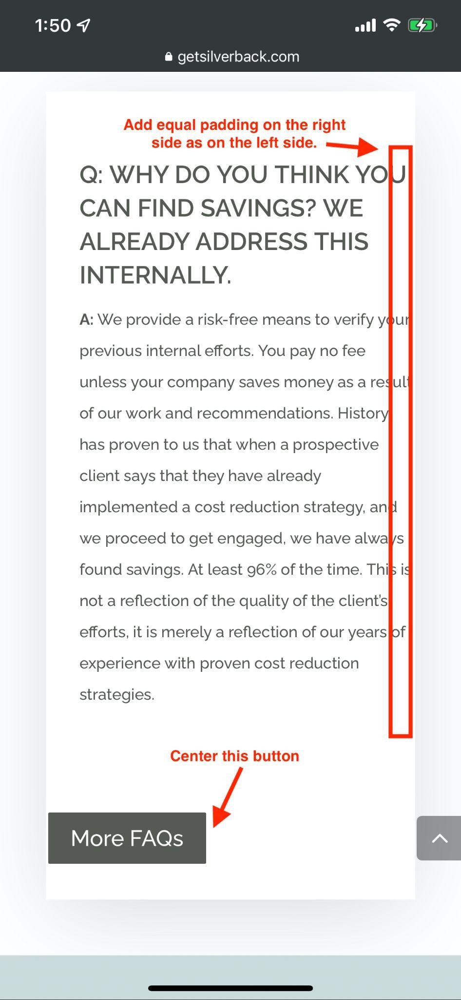 1:50
getsilverback.com
Add equal padding on the right
side as on the left side.
Q: WHY DO YOU THINK YOU
CAN FIND SAVINGS? WE
ALREADY ADDRESS THIS
INTERNALLY.
A: We provide a risk-free means to verify your
previous internal efforts. You pay no fee
unless your company saves money as a result
of our work and recommendations. History
has proven to us that when a prospective
client says that they have already
implemented a cost reduction strategy, and
we proceed to get engaged, we have always
found savings. At least 96% of the time. This is
not a reflection of the quality of the client’s
efforts, it is merely a reflection of our years of
experience with proven cost reduction
strategies.
Center this button
More FAQs